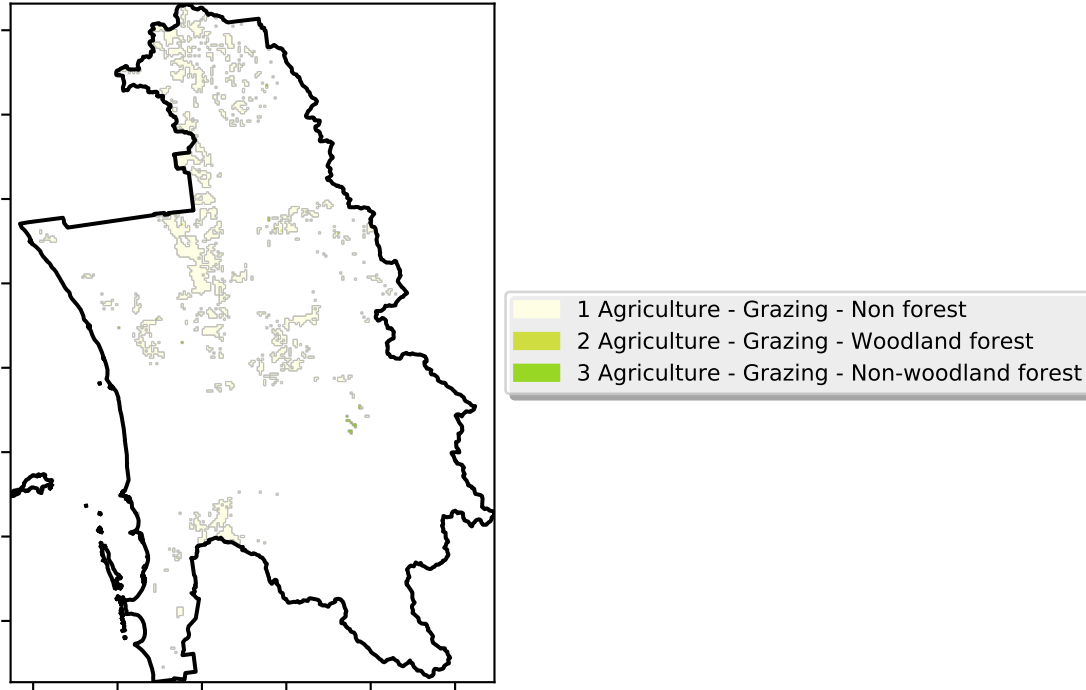 1 Agriculture - Grazing - Non forest
2 Agriculture - Grazing - Woodland forest
3 Agriculture - Grazing - Non-woodland forest